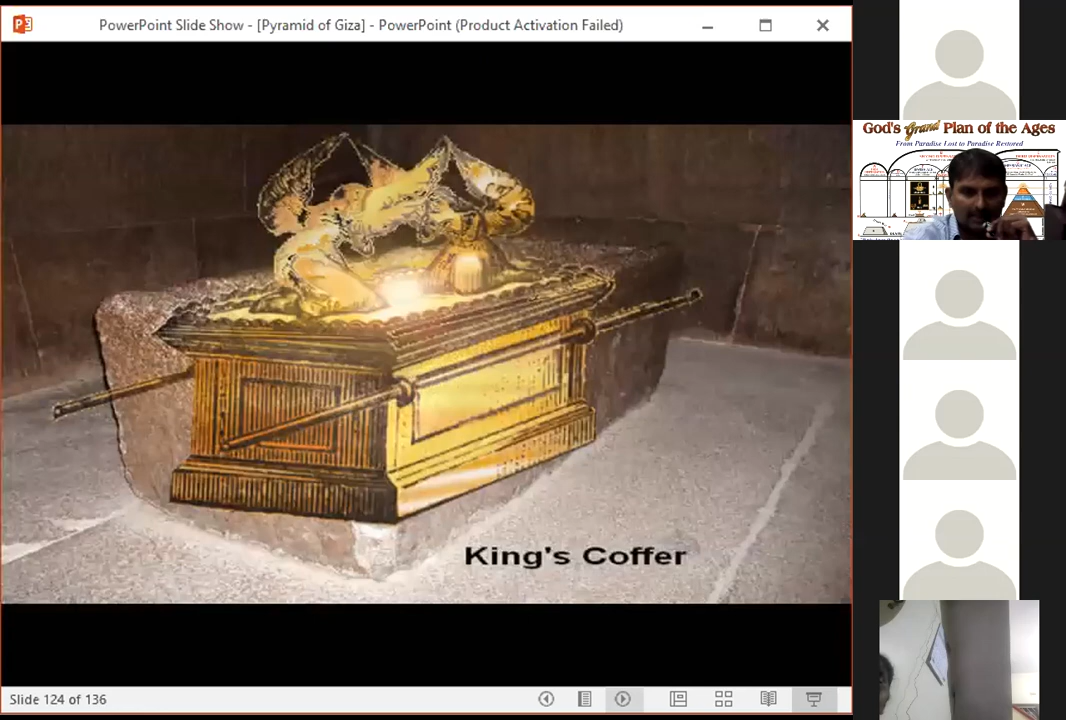 PowerPoint Slide Show - [Pyramid of Giza] - PowerPoint (Product Activation Failed)
God's Grand Plan of the Ages
From Paradise Lost to Paradise Restored
King's Coffer
Slide 124 of 136